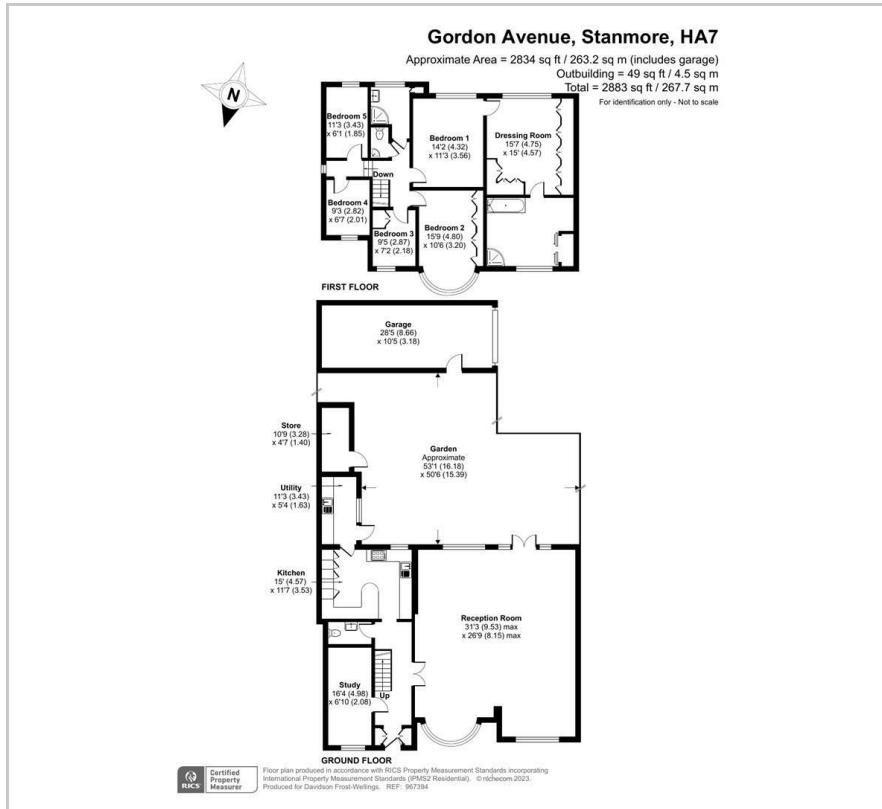 Gordon Avenue, Stanmore, HA7
Approximate Area = 2834 sq ft / 263.2 sq m (includes garage)
Outbuilding = 49 sq ft / 4.5 sq m
Total = 2883 sq ft / 267.7 sq m
For identification only - Not to scale
N
Bedroom 5
11'3 (3.43)
x 6'1 (1.85)
Bedroom 1
14'2 (4.32)
x 11'3 (3.56)
Dressing Room
15'7 (4.75)
x 15' (4.57)
Down
Bedroom 4
9'3 (2.82)
x 6'7 (2.01)
Bedroom 3
9'5 (2.87)
x 7'2 (2.18)
Bedroom 2
15'9 (4.80)
x 10'6 (3.20)
FIRST FLOOR
Garage
28'5 (8.66)
x 10'5 (3.18)
Store
10'9 (3.28)
x 4'7 (1.40)
Garden
Approximate
53'1 (16.18)
x 50'6 (15.39)
Utility
11'3 (3.43)
x 5'4 (1.63)
Kitchen
15' (4.57)
x 11'7 (3.53)
Reception Room
31'3 (9.53) max
x 26'9 (8.15) max
Study
16'4 (4.98)
x 6'10 (2.08)
Up
GROUND FLOOR
RICS
Certified
Property
Measurer
Floor plan produced in accordance with RICS Property Measurement Standards incorporating
International Property Measurement Standards (IPMS2 Residential). © ntchecom 2023.
Produced for Davidson Frost-Wellings. REF: 967394